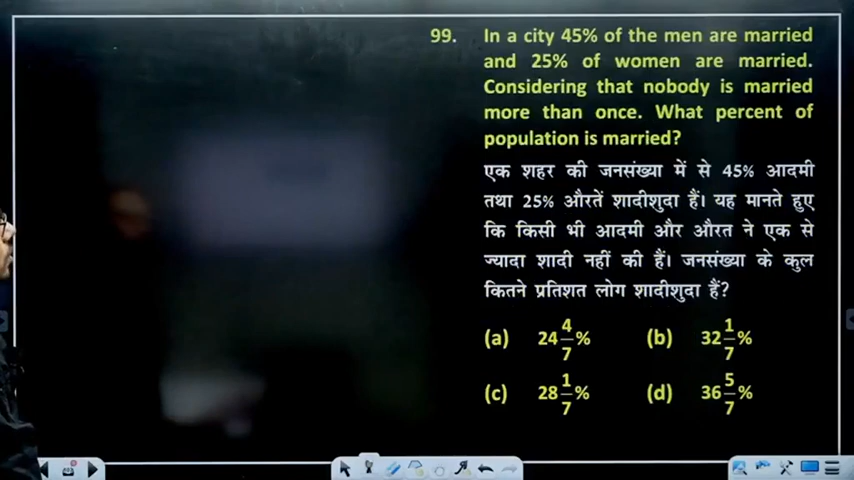 99. In a city 45% of the men are married
and 25% of women are married.
Considering that nobody is married
more than once. What percent of
population is married?
एक शहर की जनसंख्या में से 45% आदमी
तथा 25% औरतें शादीशुदा हैं। यह मानते हुए
कि किसी भी आदमी और औरत ने एक से
ज्यादा शादी नहीं की हैं। जनसंख्या के कुल
कितने प्रतिशत लोग शादीशुदा हैं?
(a) 24 4/7 % (b) 32 1/7 %
(c) 28 1/7 % (d) 36 5/7 %